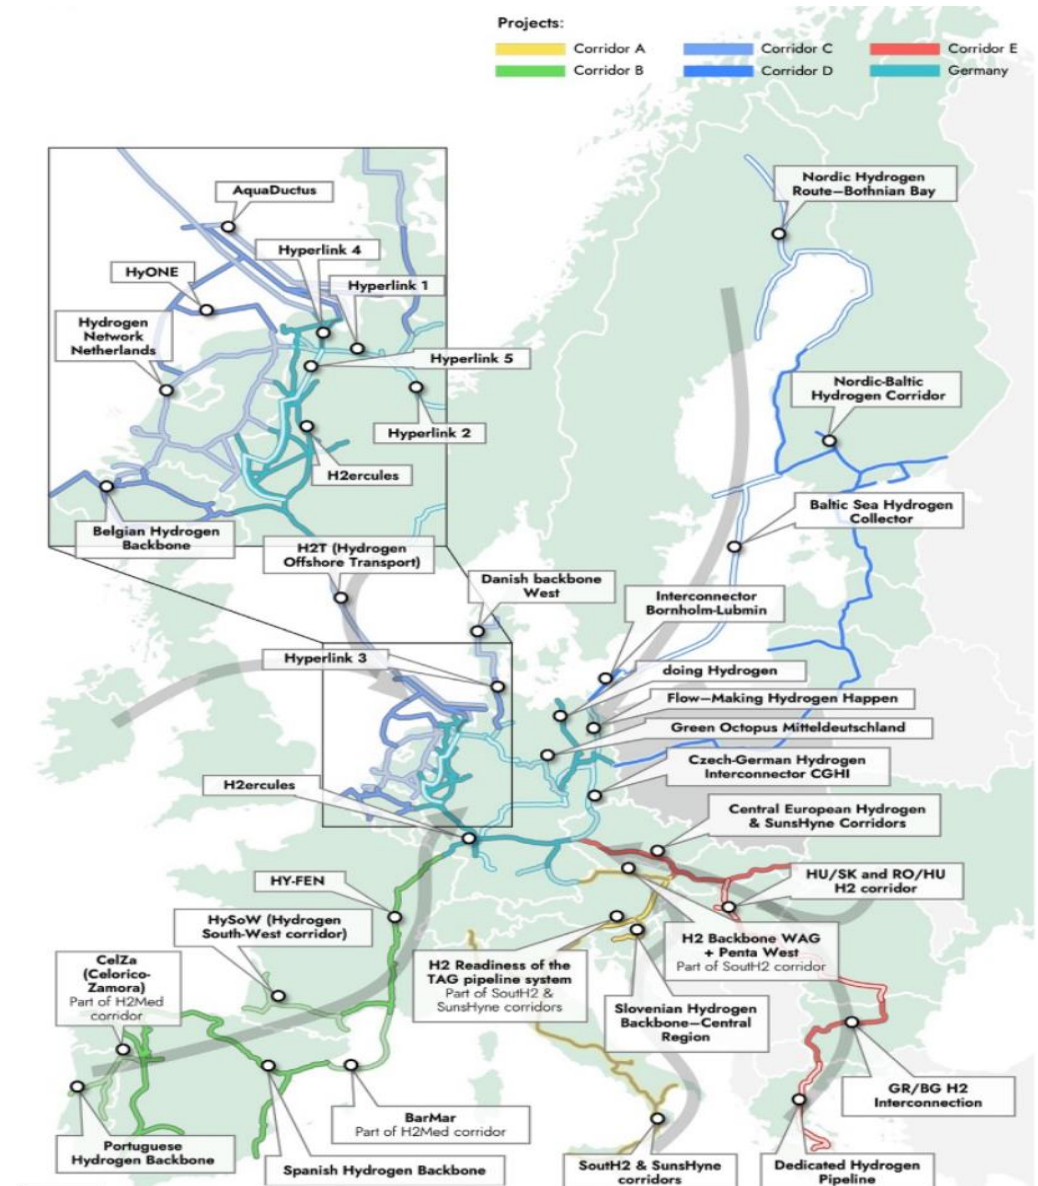 Projects:
Corridor A
Corridor C
Corridor E
Corridor B
Corridor D
Germany
AquaDuctus
Hyperlink 4
HyONE
Hyperlink 1
Hydrogen
Network
Netherlands
Hyperlink 5
Hyperlink 2
H2ercules
Belgian Hydrogen
Backbone
Nordic Hydrogen
Route—Bothnian Bay
Nordic-Baltic
Hydrogen Corridor
Baltic Sea Hydrogen
Collector
H2T (Hydrogen
Offshore Transport)
Danish backbone
West
Interconnector
Bornholm-Lubmin
Hyperlink 3
doing Hydrogen
Flow—Making Hydrogen Happen
Green Octopus Mitteldeutschland
Czech-German Hydrogen
Interconnector CGHI
H2ercules
Central European Hydrogen
& SunsHyne Corridors
HY-FEN
HU/SK and RO/HU
H2 corridor
HySoW (Hydrogen
South-West corridor)
H2 Backbone WAG
+ Penta West
Part of SoutH2 corridor
CelZa
(Celorico-
Zamora)
Part of H2Med
corridor
H2 Readiness of the
TAG pipeline system
Part of SoutH2 &
SunsHyne corridors
Slovenian Hydrogen
Backbone—Central
Region
GR/BG H2
Interconnection
BarMar
Part of H2Med corridor
Portuguese
Hydrogen Backbone
Spanish Hydrogen Backbone
SoutH2 & SunsHyne
corridors
Dedicated Hydrogen
Pipeline